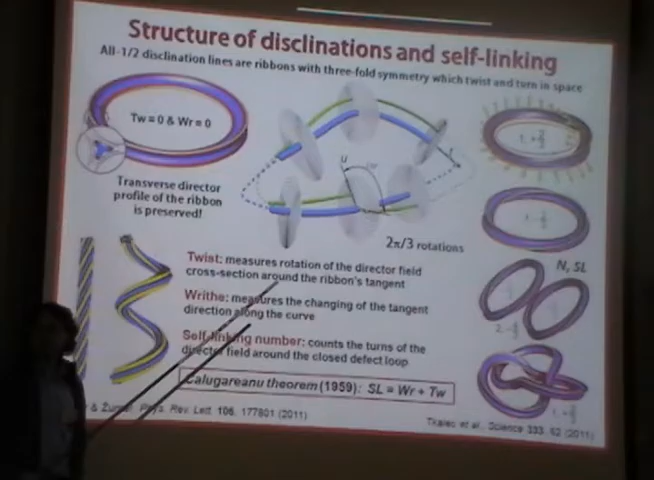 Structure of disclinations and self-linking
All -1/2 disclination lines are ribbons with three-fold symmetry which twist and turn in space
Tw = 0 & Wr = 0
Transverse director
profile of the ribbon
is preserved!
2π/3 rotations
N, SL
Twist: measures rotation of the director field
cross-section around the ribbon's tangent
Writhe: measures the changing of the tangent
direction along the curve
Self-linking number: counts the turns of the
director field around the closed defect loop
Calugareanu theorem (1959): SL = Wr + Tw
Phys. Rev. Lett. 106, 177801 (2011)
Tkalec et al., Science 333, 62 (2011)